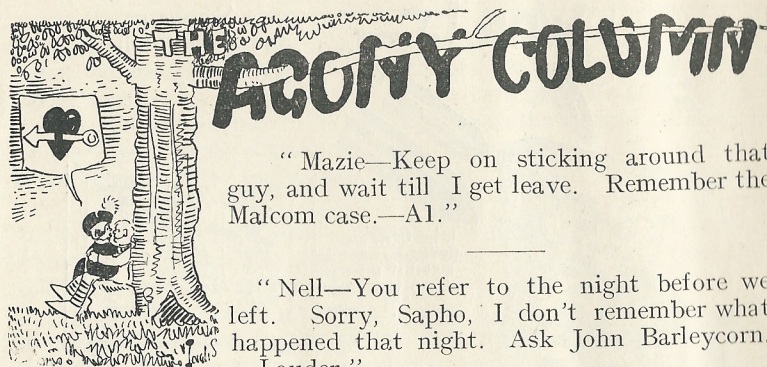 THE
AGONY COLUMN
“ Mazie—Keep on sticking around that
guy, and wait till I get leave. Remember the
Malcom case.—Al.”
“ Nell—You refer to the night before we
left. Sorry, Sapho, I don't remember what
happened that night. Ask John Barleycorn.